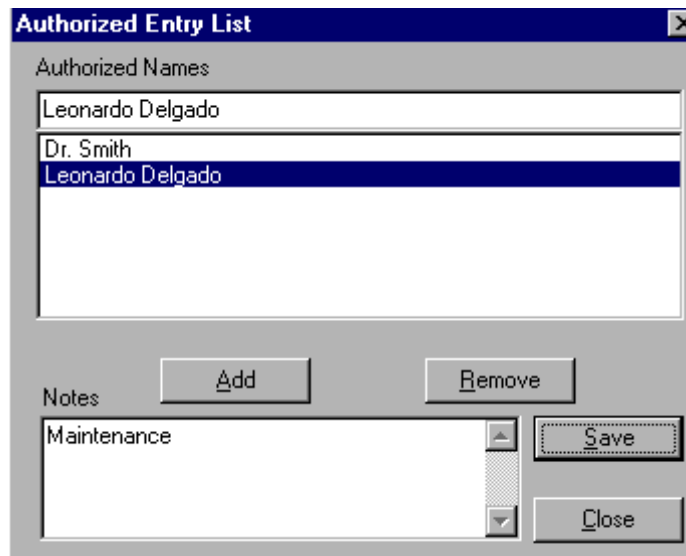 Authorized Entry List
Authorized Names
Leonardo Delgado
Dr. Smith
Leonardo Delgado
Add
Remove
Notes
Maintenance
Save
Close